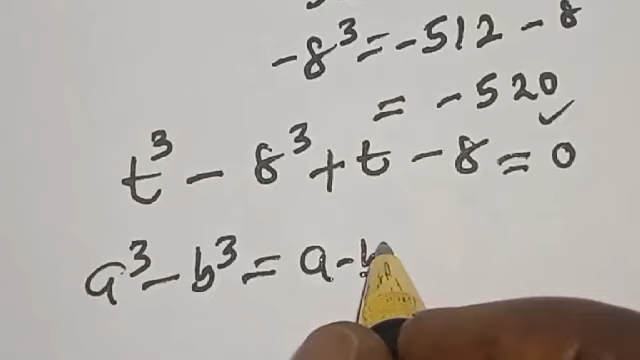 -8³ = -512 - 8
= -520
t³ - 8³ + t - 8 = 0
a³ - b³ = a - b